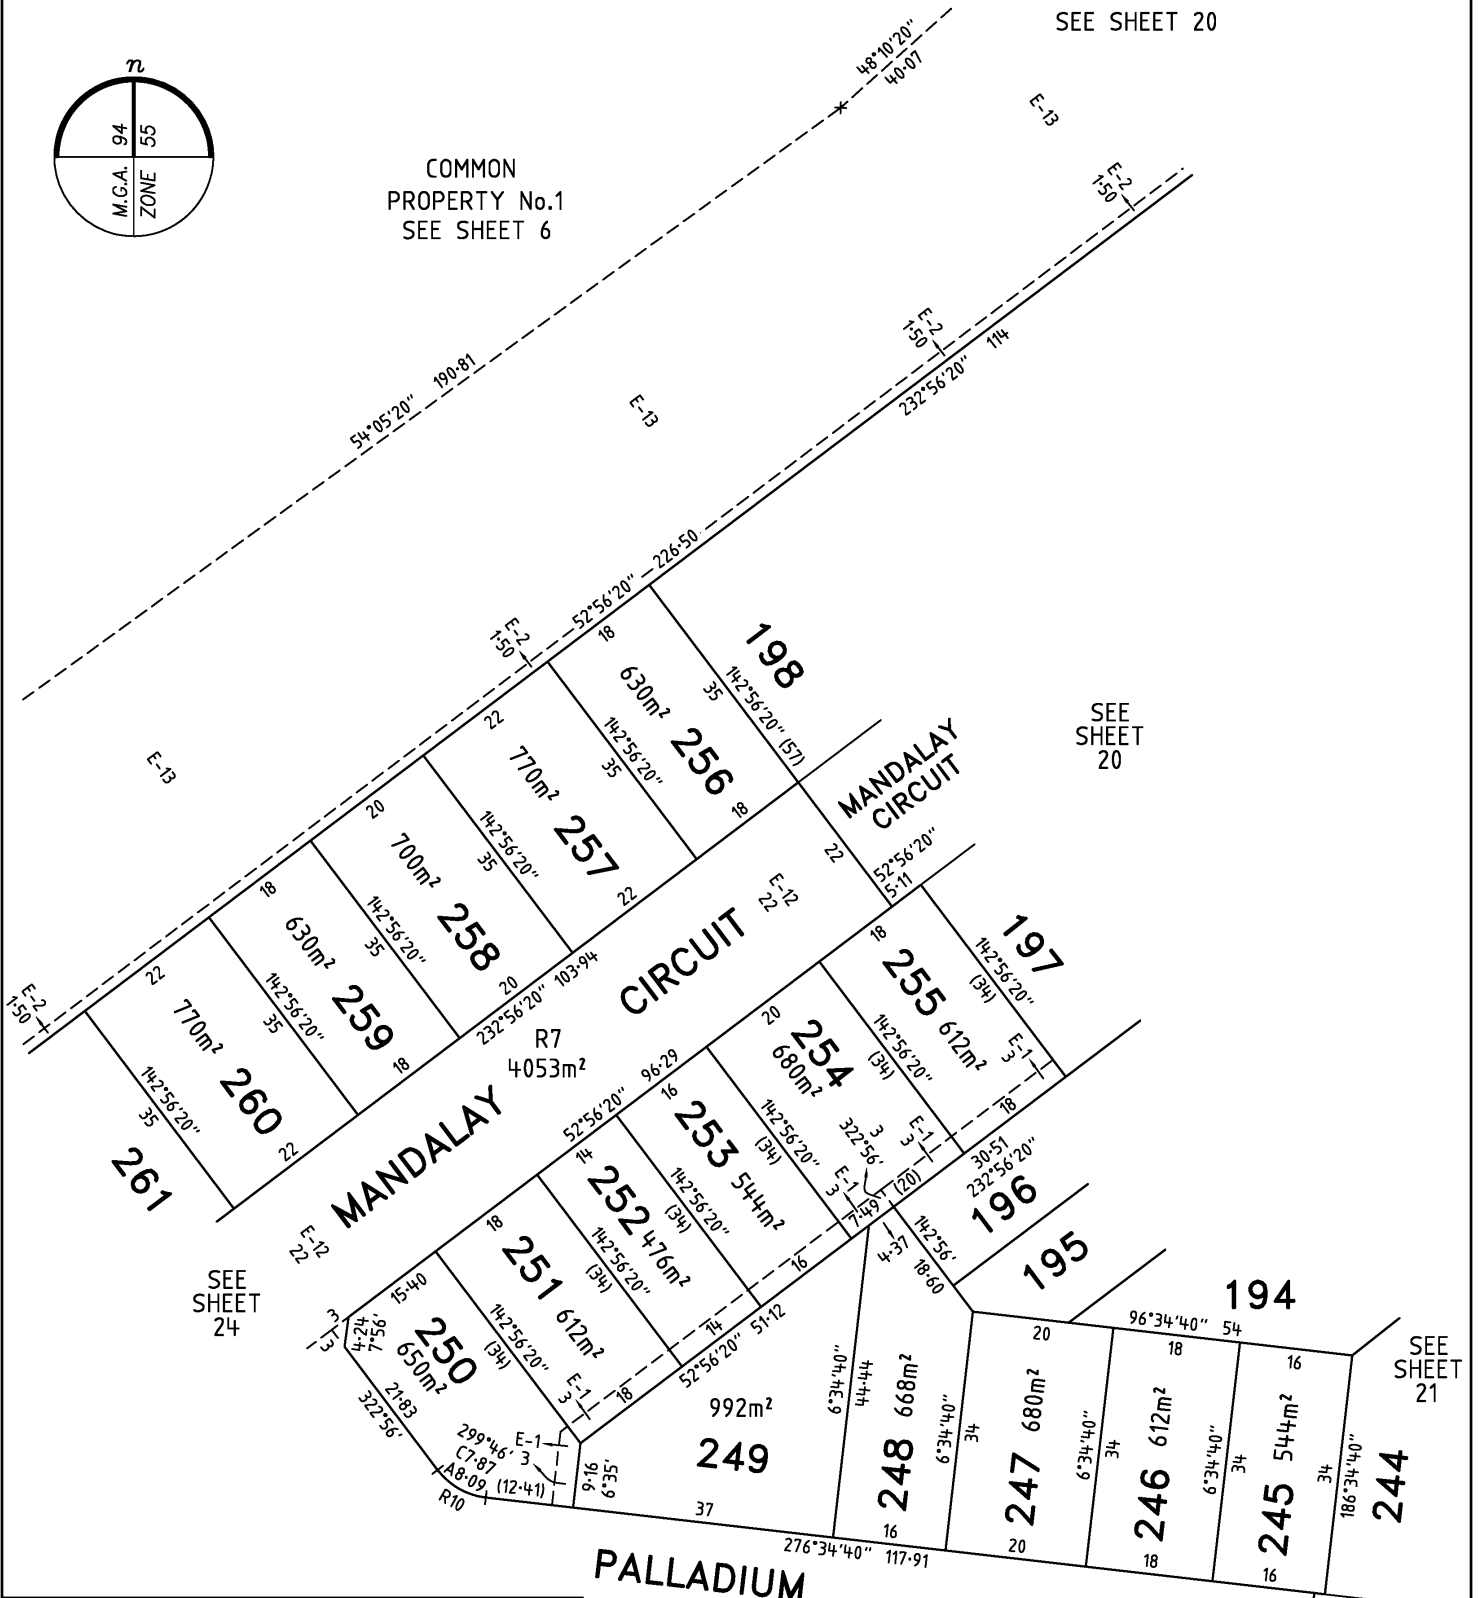 SEE SHEET 20
n
94
55
M.G.A.
ZONE
COMMON
PROPERTY No.1
SEE SHEET 6
48°10'20"
40·07
E-13
E-2
1·50
54°05'20" 190·81
E-13
E-2
1·50
232°56'20" 114
52°56'20" 226·50
E-2
1·50
E-13
E-2
1·50
198
142°56'20" (57)
35
18
630m²
256
18
142°56'20"
35
22
770m²
257
22
142°56'20"
35
20
700m²
258
20
142°56'20"
35
18
630m²
259
18
142°56'20"
35
22
770m²
260
22
142°56'20"
35
261
232°56'20" 103·94
MANDALAY
CIRCUIT
SEE
SHEET
20
22
52°56'20"
5·11
E-12
22
MANDALAY CIRCUIT
R7
4053m²
52°56'20" 96·29
E-12
22
SEE
SHEET
24
197
142°56'20"
(34)
18
255
612m²
E-1
3
18
142°56'20"
(34)
20
254
680m²
3
322°56'
E-1
3
(20)
30·51
232°56'20"
142°56'20"
(34)
16
253
544m²
E-1
3
7·49
16
142°56'20"
(34)
14
252
476m²
14
142°56'20"
(34)
18
251
612m²
E-1
3
18
52°56'20" 51·12
142°56'20"
(34)
15·40
250
650m²
3
3
4·24
7°56'
21·83
322°56'
299°46'
C7·87
A8·09
R10
E-1
3
(12·41)
9·16
6°35'
992m²
249
37
4·37
142°56'
18·60
196
195
194
96°34'40" 54
6°34'40"
44·44
248 668m²
16
6°34'40"
34
20
247 680m²
20
6°34'40"
34
18
246 612m²
18
6°34'40"
34
16
245 544m²
16
34
186°34'40"
244
SEE
SHEET
21
276°34'40" 117·91
PALLADIUM